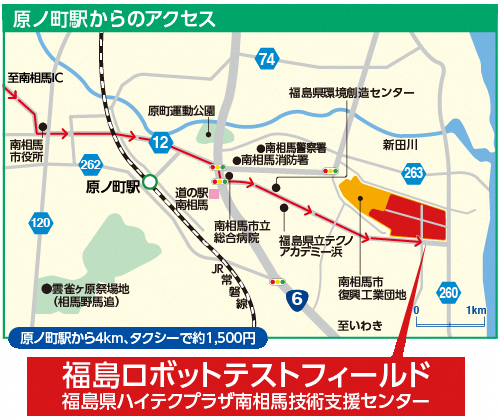 原ノ町駅からのアクセス
至南相馬IC
74
福島県環境創造センター
原町運動公園
南相馬
市役所
12
南相馬警察署
南相馬消防署
新田川
262
263
原ノ町駅
道の駅
南相馬
南相馬市立
総合病院
福島県立テクノ
アカデミー浜
120
JR常磐線
南相馬市
復興工業団地
雲雀ヶ原祭場地
(相馬野馬追)
6
260
至いわき
0
1km
原ノ町駅から4km、タクシーで約1,500円
福島ロボットテストフィールド
福島県ハイテクプラザ南相馬技術支援センター